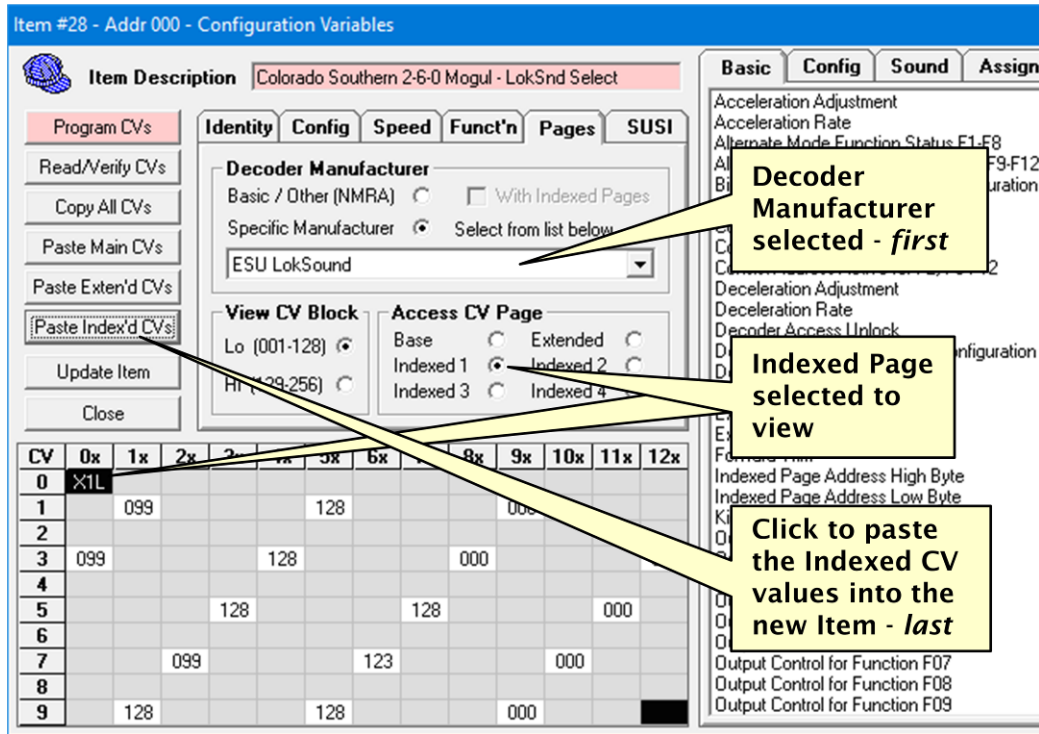 Item #28 - Addr 000 - Configuration Variables
Item Description Colorado Southern 2-6-0 Mogul - LokSnd Select
Program CVs
Read/Verify CVs
Copy All CVs
Paste Main CVs
Paste Exten'd CVs
Paste Index'd CVs
Update Item
Close
Identity Config Speed Funct'n Pages SUSI
Decoder Manufacturer
Basic / Other (NMRA) With Indexed Pages
Specific Manufacturer Select from list below
ESU LokSound
View CV Block
Lo (001-128)
Hi (129-256)
Access CV Page
Base Extended
Indexed 1 Indexed 2
Indexed 3 Indexed 4
CV 0x 1x 2x 5x 6x 8x 9x 10x 11x 12x
0 X1L
1 099 128 000
2
3 099 128 000
4
5 128 128 000
6
7 099 123 000
8
9 128 128 000
Basic Config Sound Assign
Acceleration Adjustment
Acceleration Rate
Alternate Mode Function Status F1-F8
F9-F12
Deceleration Adjustment
Deceleration Rate
Decoder Access Unlock
Indexed Page Address High Byte
Indexed Page Address Low Byte
Output Control for Function F07
Output Control for Function F08
Output Control for Function F09
Decoder
Manufacturer
selected - first
Indexed Page
selected to
view
Click to paste
the Indexed CV
values into the
new Item - last